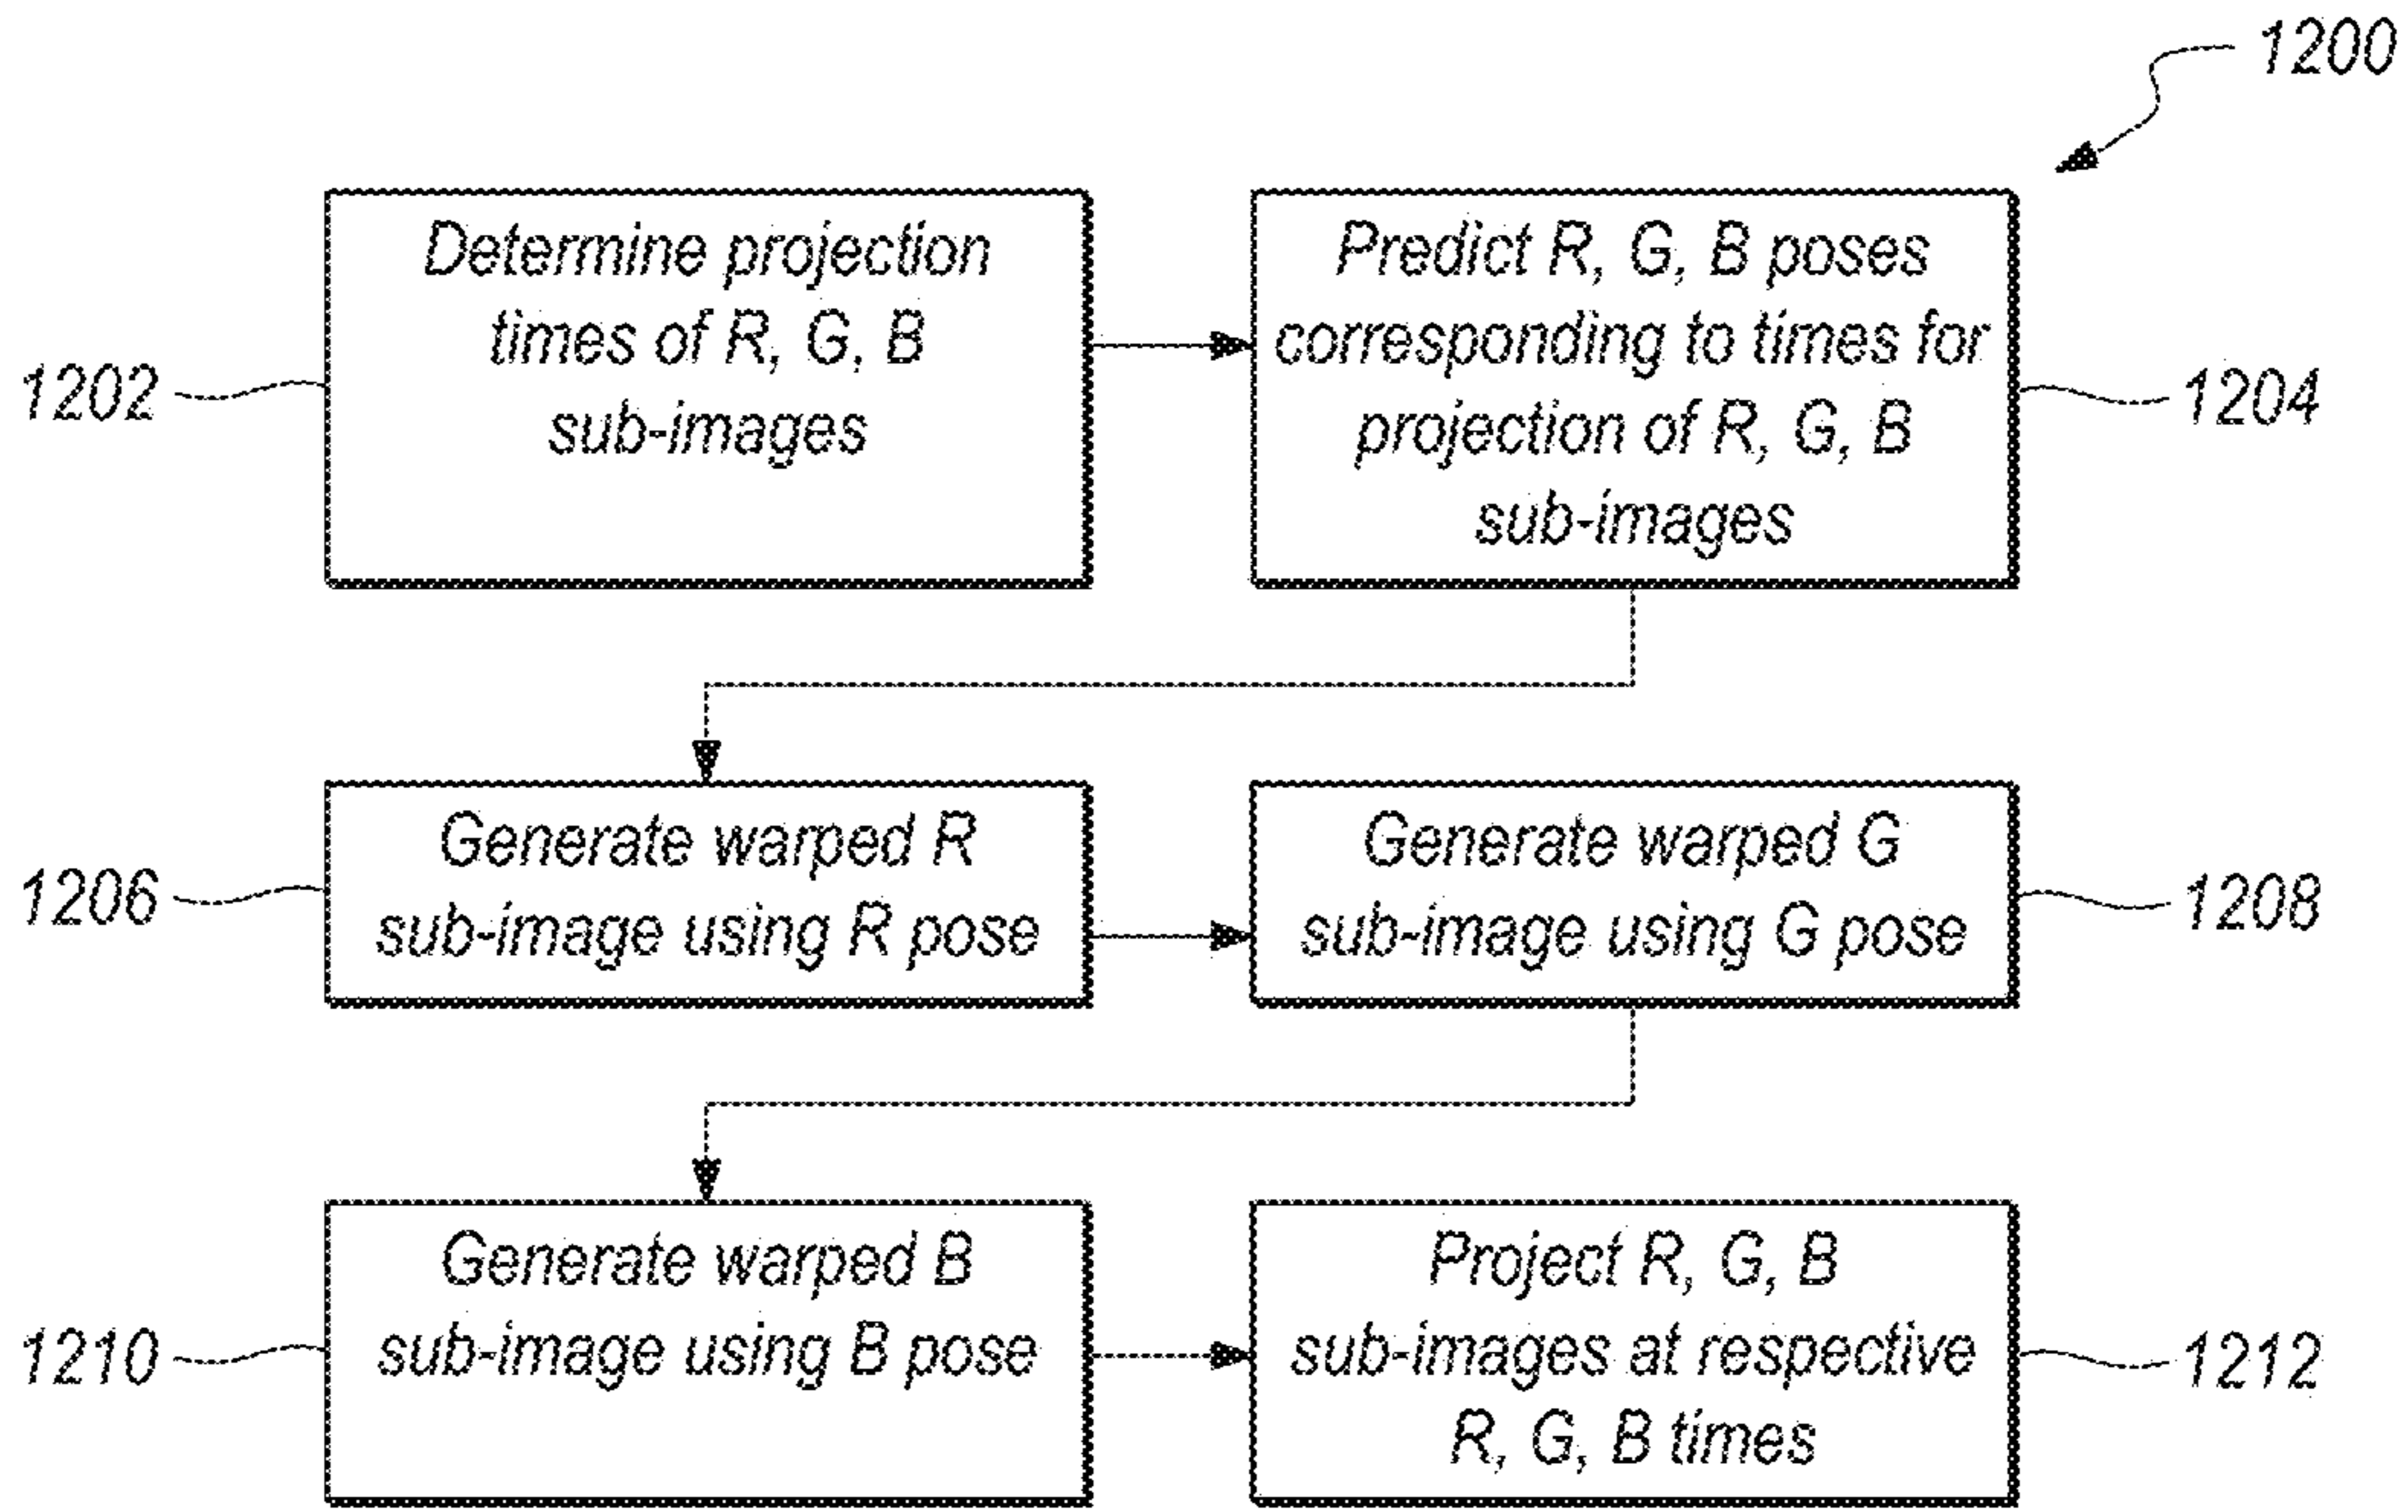 1200
Determine projection
times of R, G, B
sub-images
1202
Predict R, G, B poses
corresponding to times for
projection of R, G, B
sub-images
1204
Generate warped R
sub-image using R pose
1206
Generate warped G
sub-image using G pose
1208
Generate warped B
sub-image using B pose
1210
Project R, G, B
sub-images at respective
R, G, B times
1212